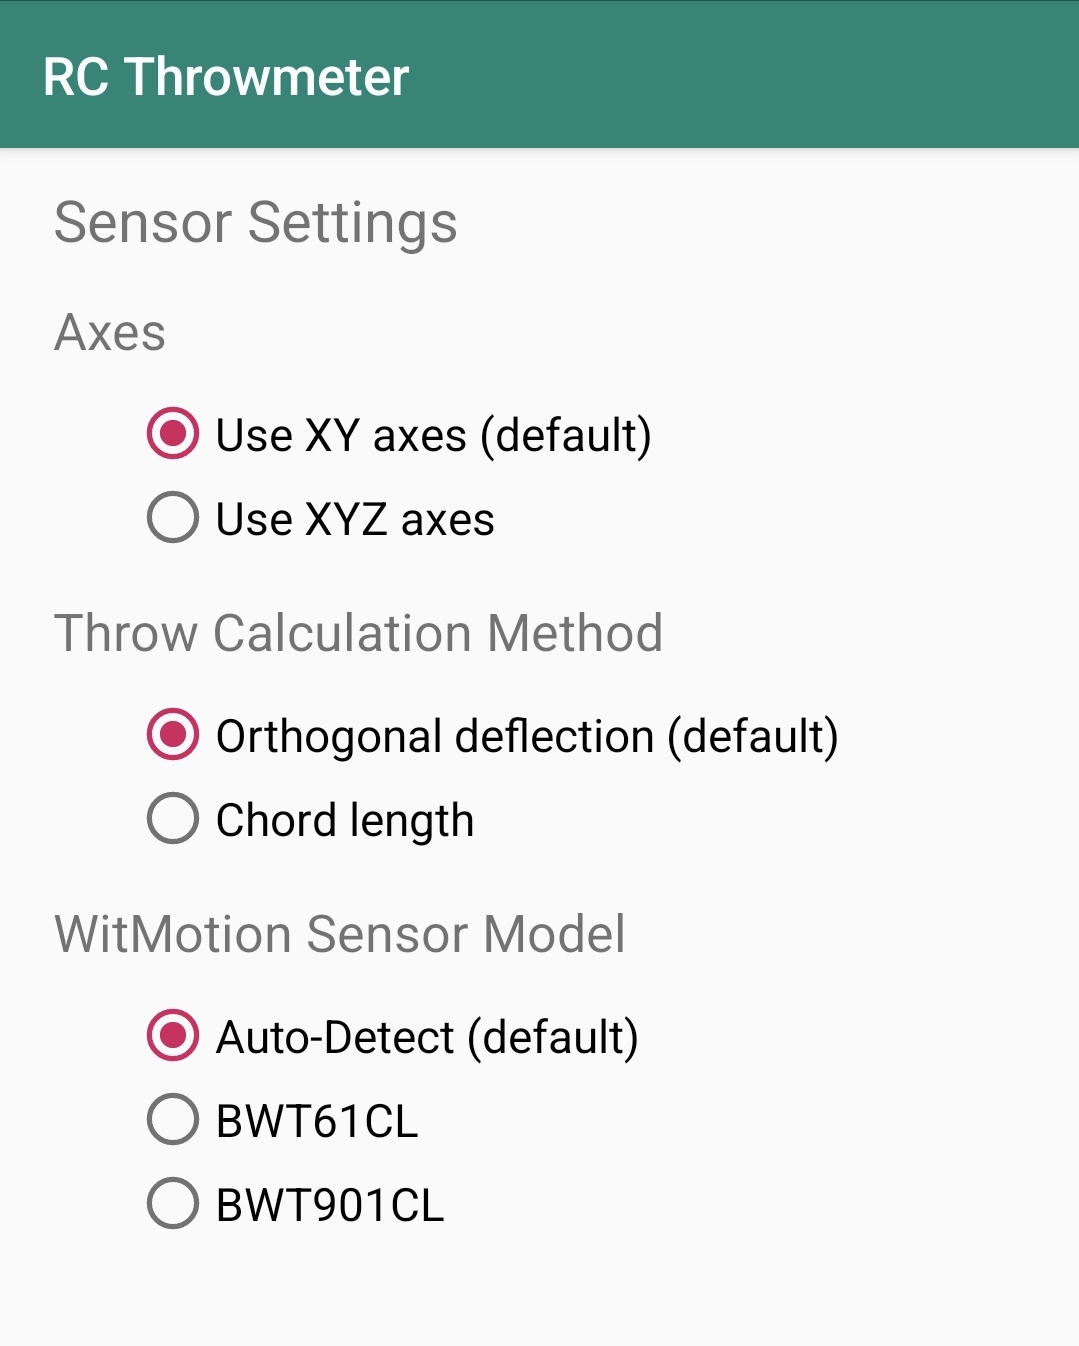 RC Throwmeter
Sensor Settings
Axes
Use XY axes (default)
Use XYZ axes
Throw Calculation Method
Orthogonal deflection (default)
Chord length
WitMotion Sensor Model
Auto-Detect (default)
BWT61CL
BWT901CL